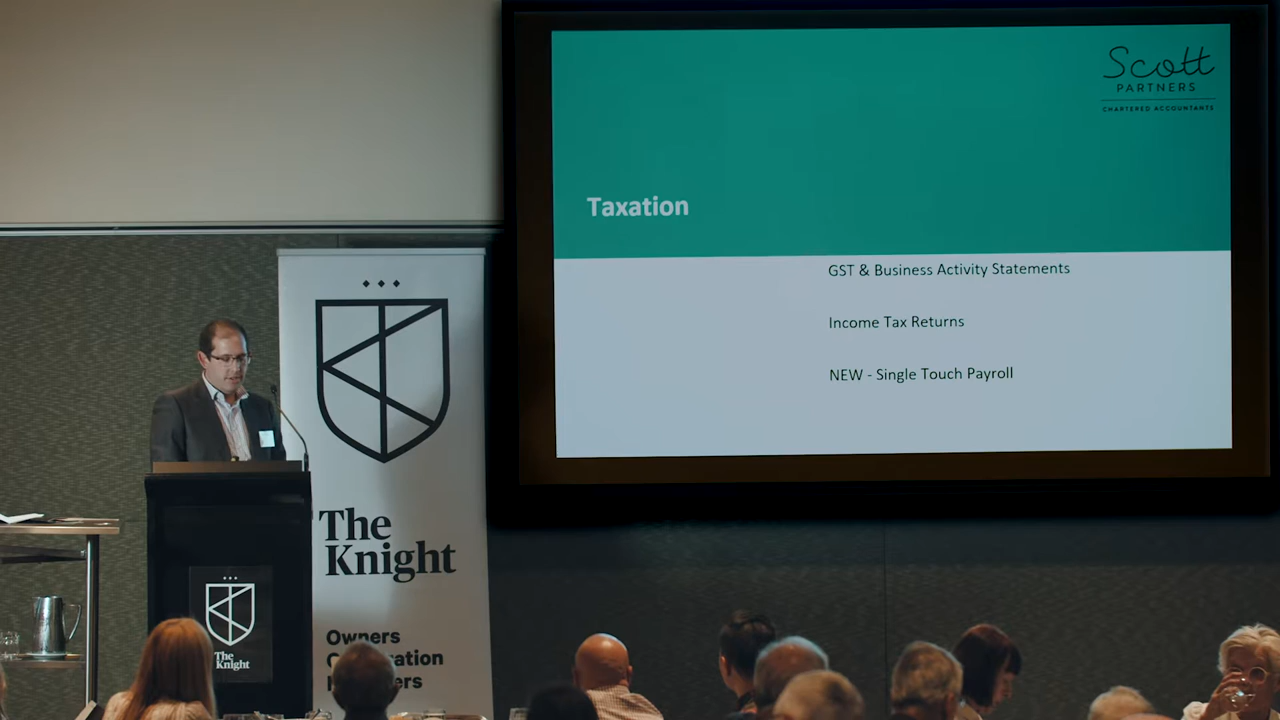 Scott
PARTNERS
CHARTERED ACCOUNTANTS
Taxation
GST & Business Activity Statements
Income Tax Returns
NEW - Single Touch Payroll
The
Knight
Owners
The
Knight